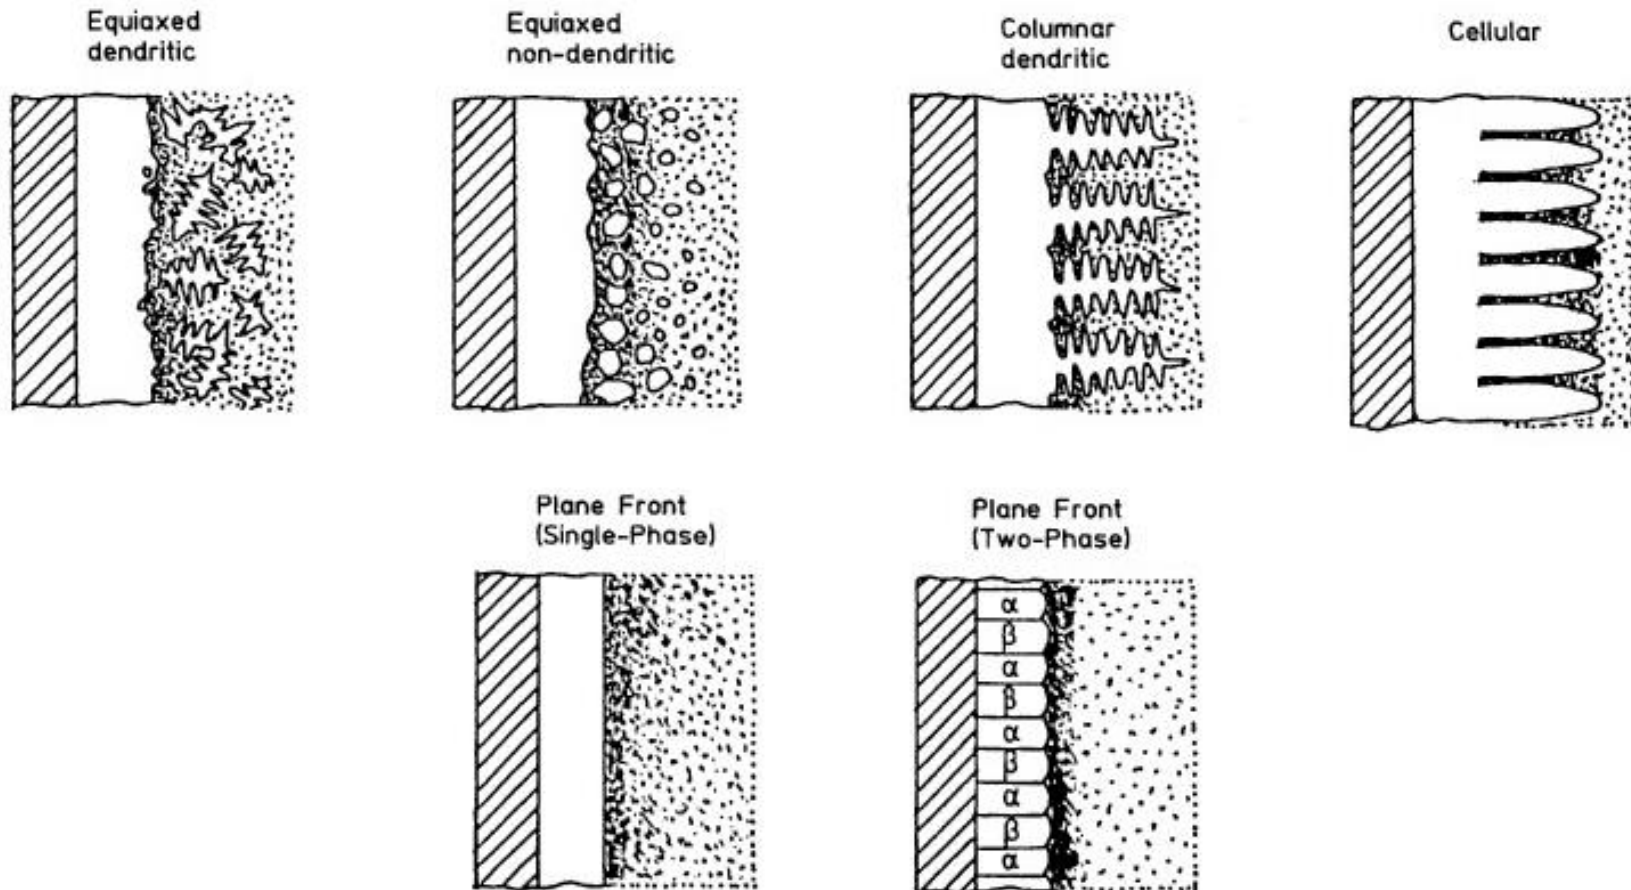 Equiaxed
dendritic
Equiaxed
non-dendritic
Columnar
dendritic
Cellular
Plane Front
(Single-Phase)
Plane Front
(Two-Phase)
α
β
α
β
α
β
α
β
α